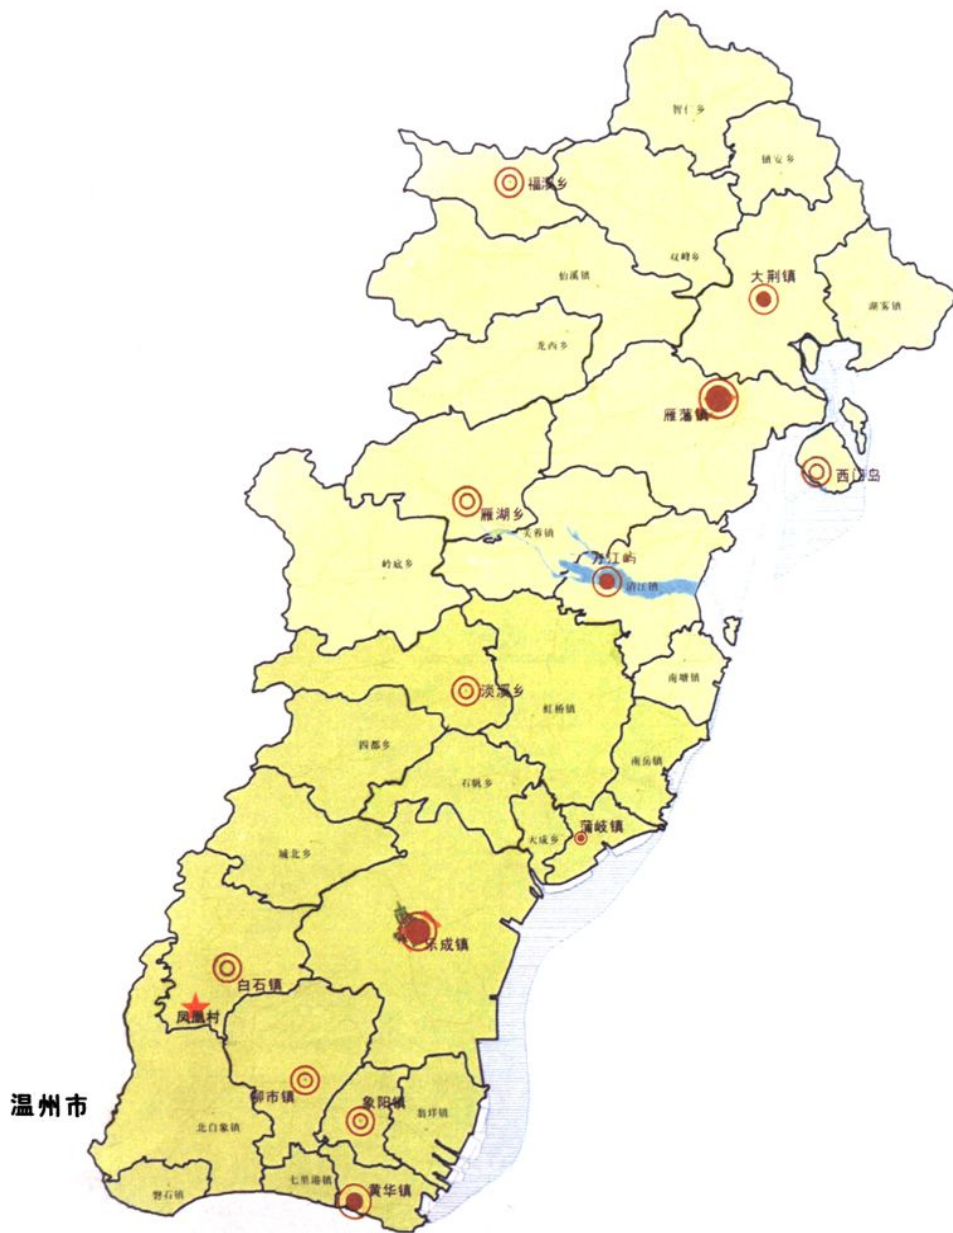 智仁乡
镇安乡
福溪乡
双峰乡
仙溪镇
大荆镇
湖雾镇
龙西乡
雁荡镇
西门岛
雁湖乡
芙蓉镇
方江屿
岭底乡
清江镇
南塘镇
淡溪乡
虹桥镇
四都乡
南岳镇
石帆乡
蒲岐镇
天成乡
城北乡
乐成镇
白石镇
凤凰村
柳市镇
象阳镇
温州市
翁垟镇
北白象镇
七里港镇
黄华镇
磐石镇